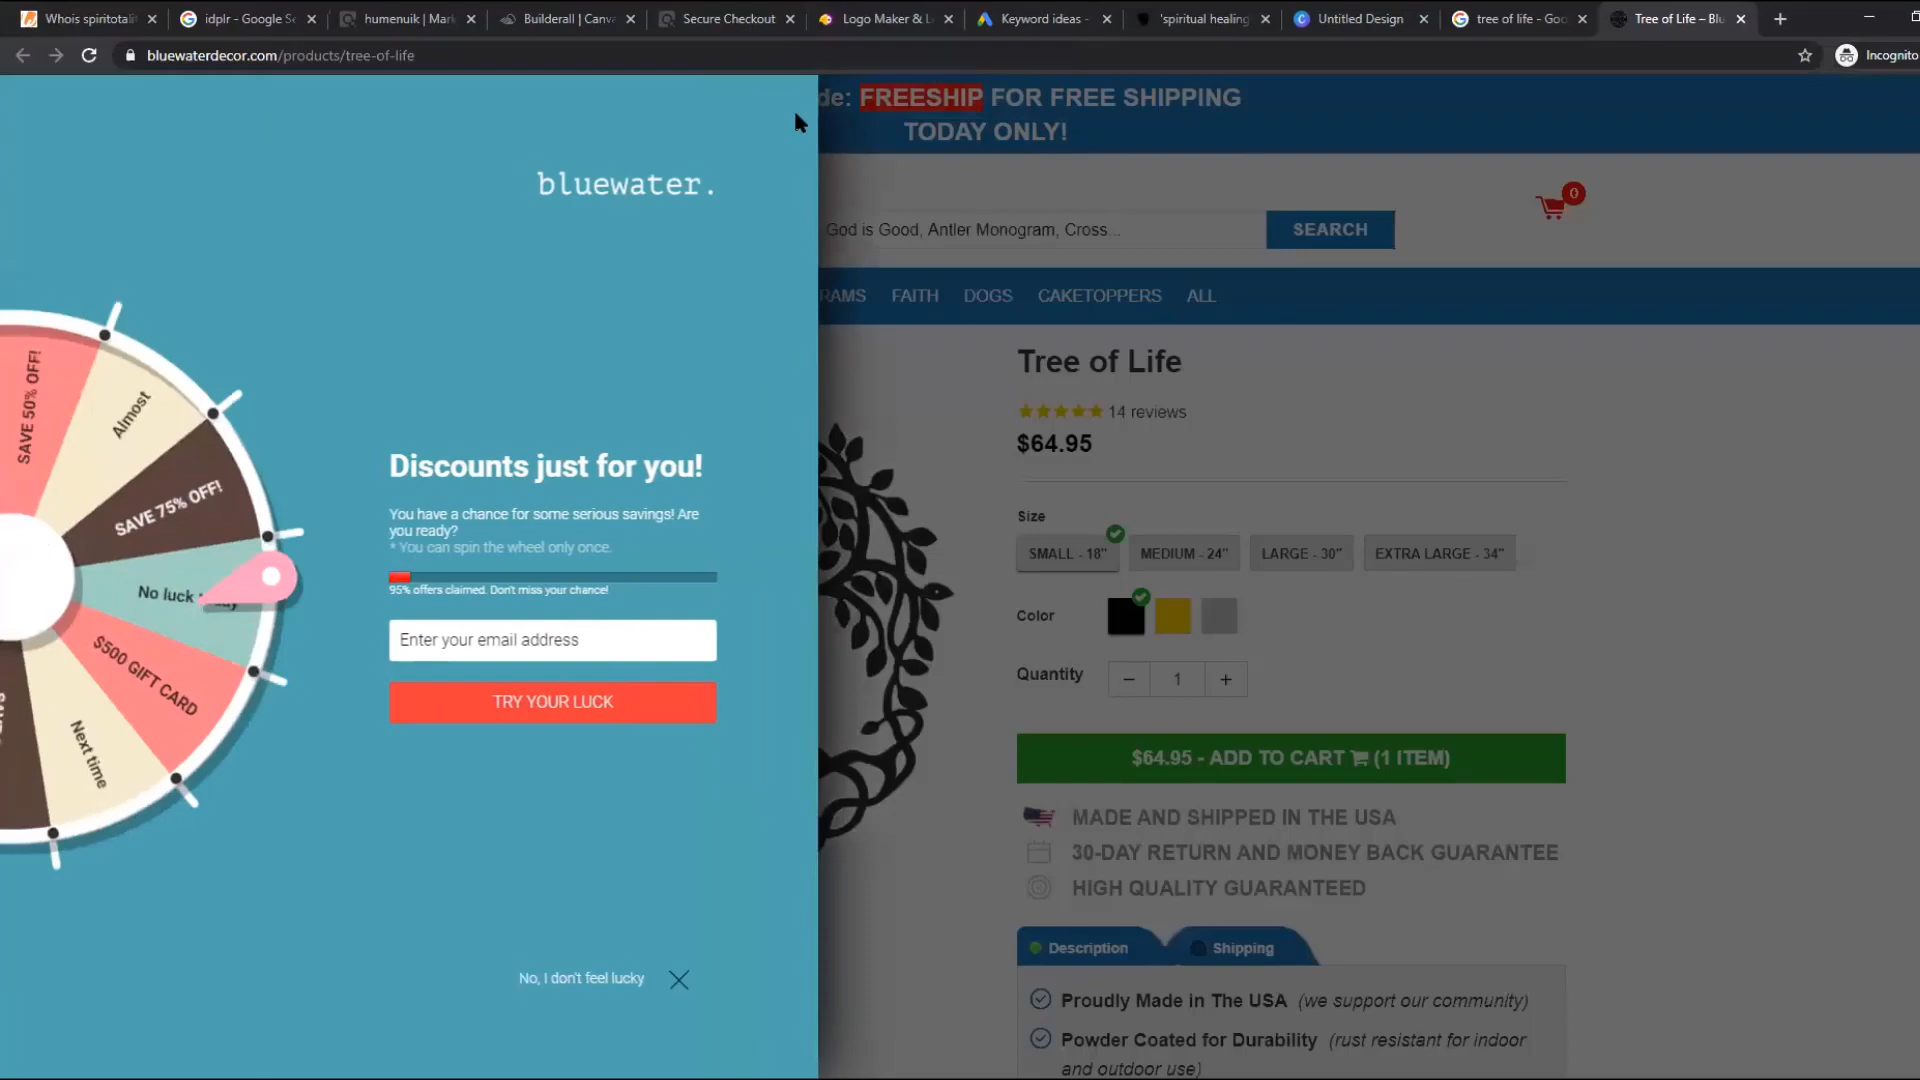 Whois spiritotali
idplr - Google Se
humenuik | Mark
Builderall | Canva
Secure Checkout
Logo Maker & L
Keyword ideas -
'spiritual healing
Untitled Design
tree of life - Goo
Tree of Life – Blu
bluewaterdecor.com/products/tree-of-life
Incognito
de: FREESHIP FOR FREE SHIPPING
TODAY ONLY!
bluewater.
God is Good, Antler Monogram, Cross...
SEARCH
0
RAMS FAITH DOGS CAKETOPPERS ALL
SAVE 50% OFF!
Almost
SAVE 75% OFF!
No luck
$500 GIFT CARD
Next time
Discounts just for you!
You have a chance for some serious savings! Are
you ready?
* You can spin the wheel only once.
95% offers claimed. Don't miss your chance!
Enter your email address
TRY YOUR LUCK
No, I don't feel lucky
Tree of Life
14 reviews
$64.95
Size
SMALL - 18" MEDIUM - 24" LARGE - 30" EXTRA LARGE - 34"
Color
Quantity
− 1 +
$64.95 - ADD TO CART (1 ITEM)
MADE AND SHIPPED IN THE USA
30-DAY RETURN AND MONEY BACK GUARANTEE
HIGH QUALITY GUARANTEED
Description
Shipping
Proudly Made in The USA (we support our community)
Powder Coated for Durability (rust resistant for indoor
and outdoor use)